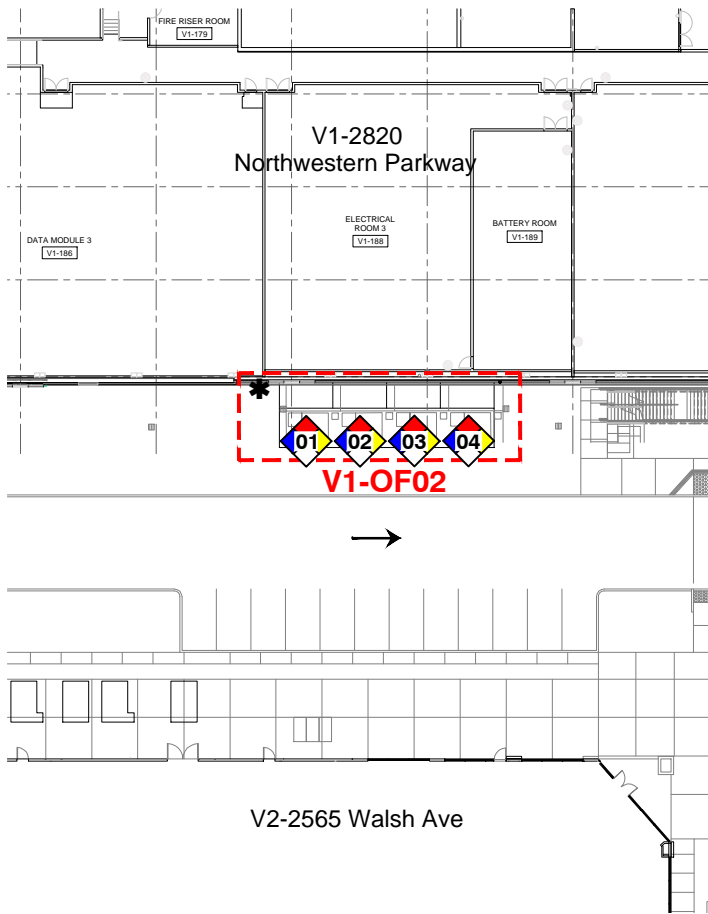 FIRE RISER ROOM
V1-179
V1-2820
Northwestern Parkway
ELECTRICAL
ROOM 3
V1-188
BATTERY ROOM
V1-189
DATA MODULE 3
V1-186
*
01 02 03 04
V1-OF02
V2-2565 Walsh Ave